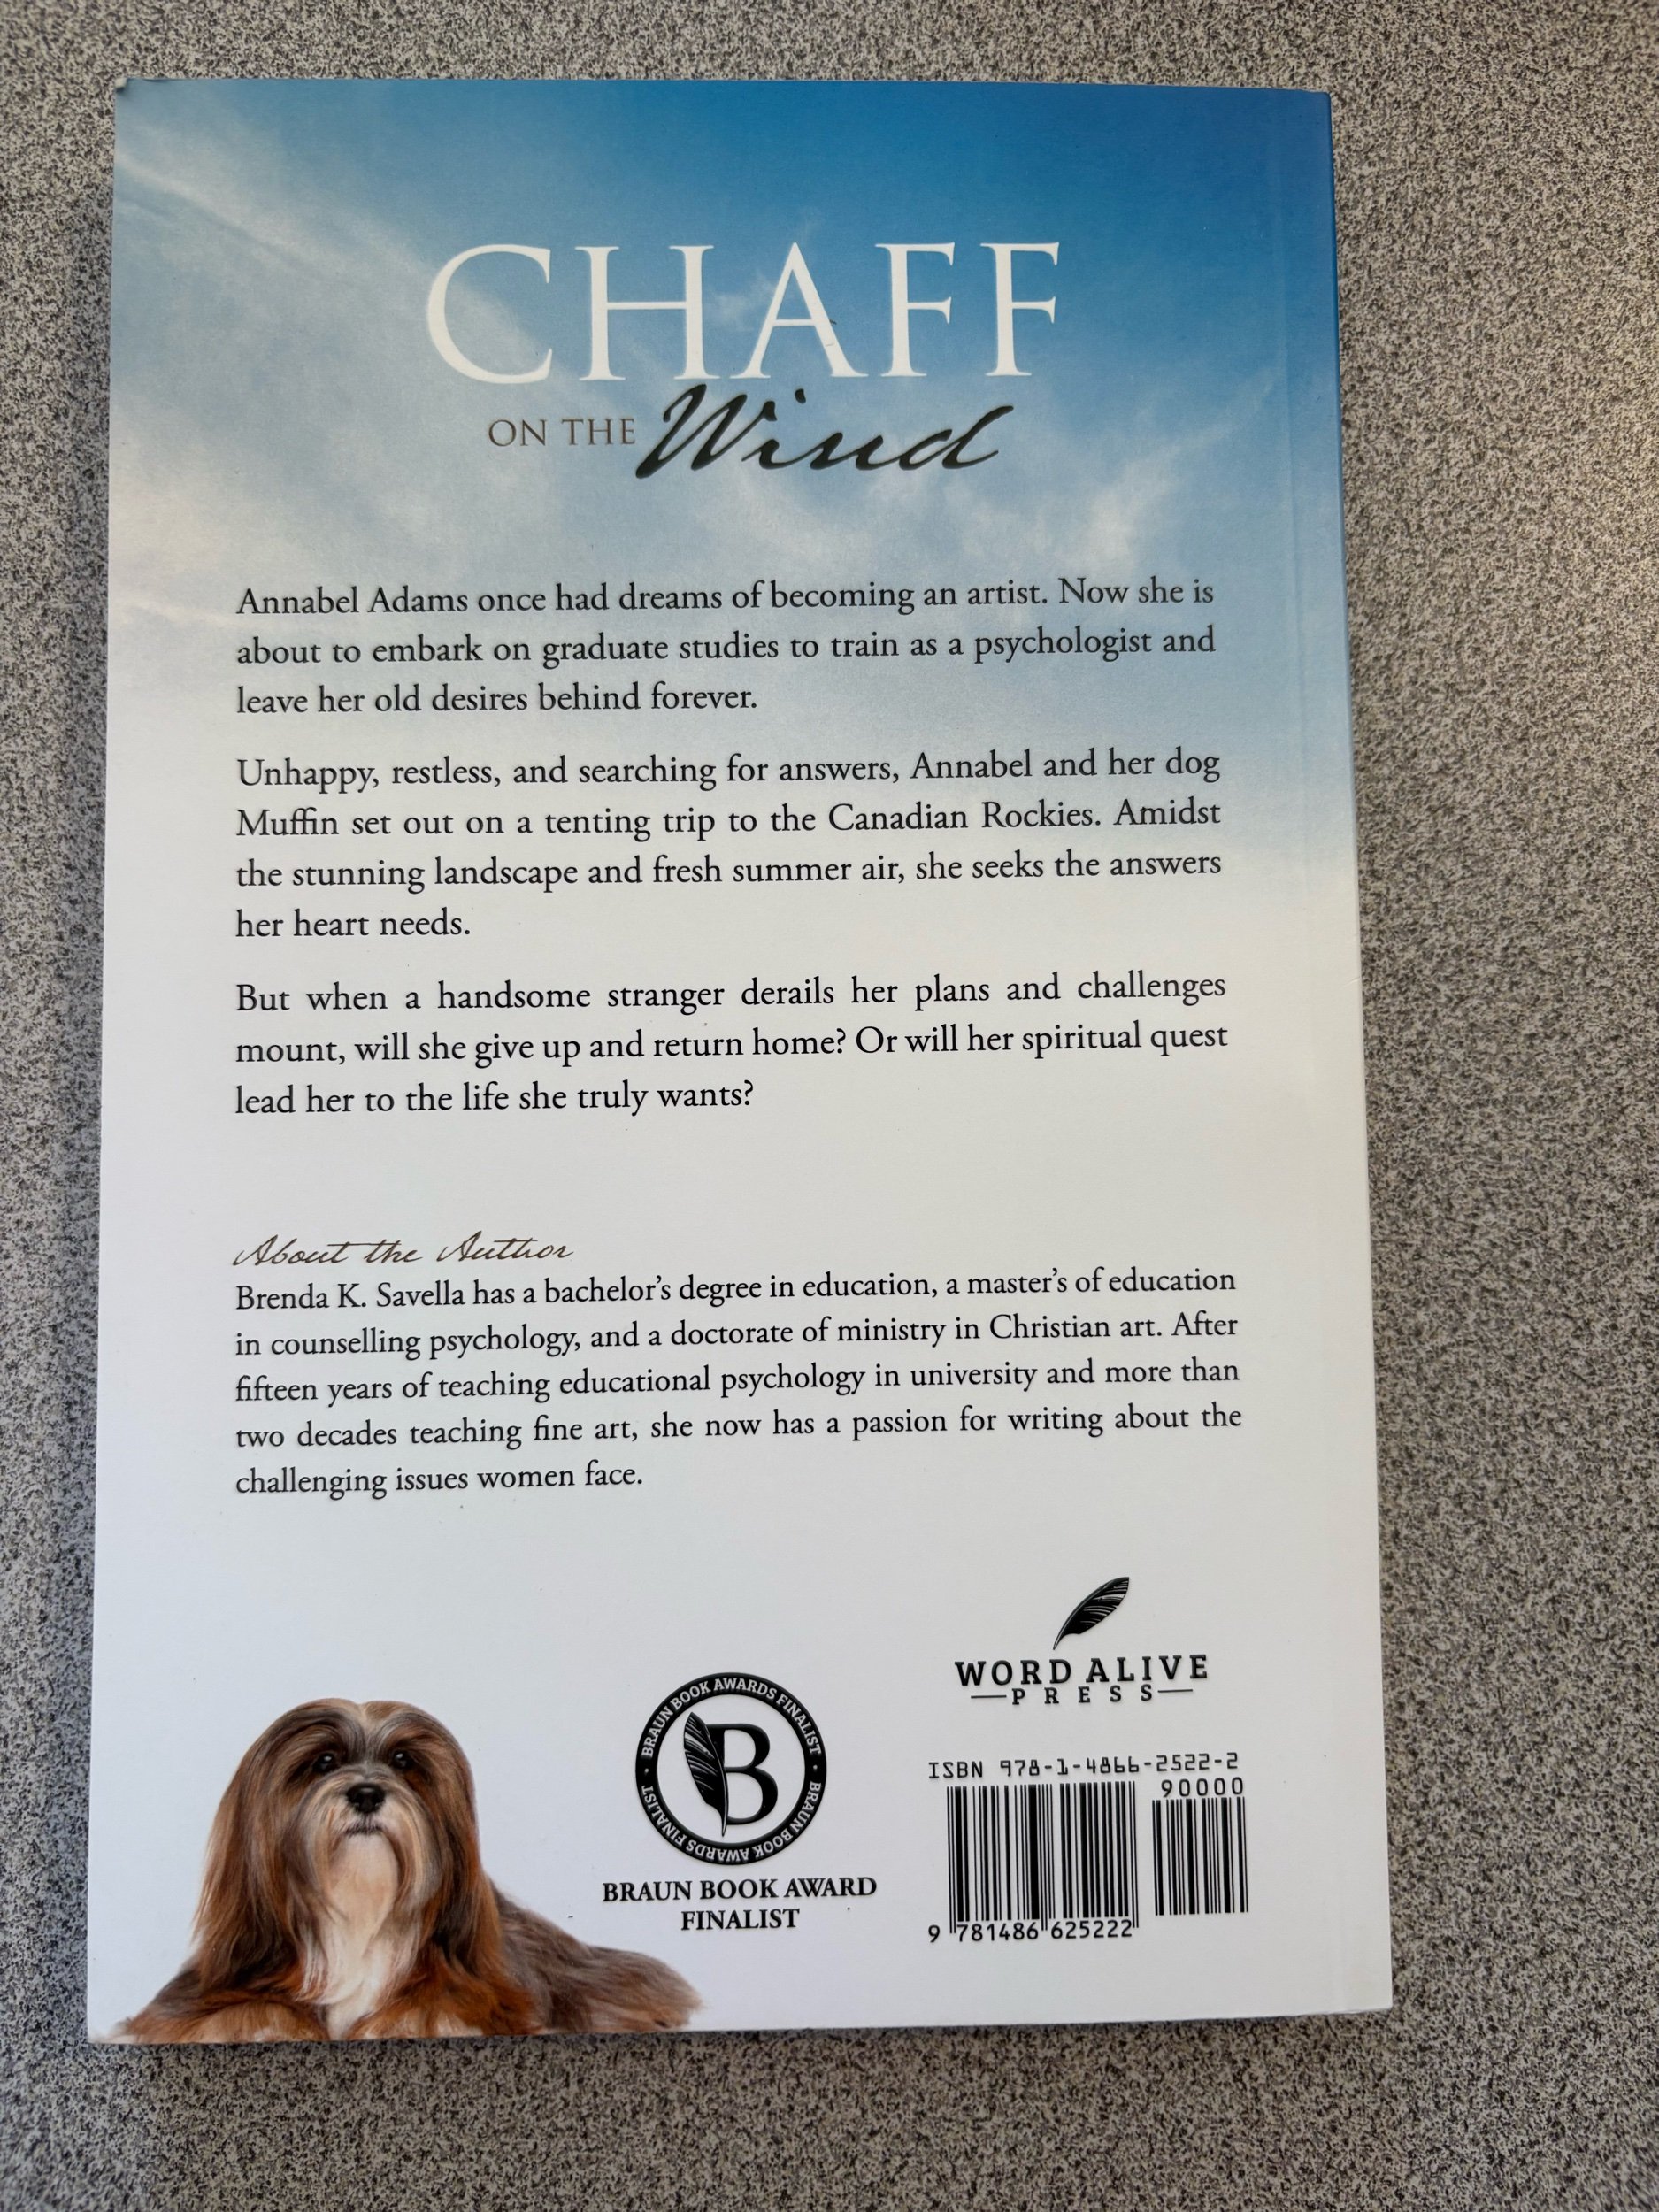 CHAFF
ON THE Wind
Annabel Adams once had dreams of becoming an artist. Now she is
about to embark on graduate studies to train as a psychologist and
leave her old desires behind forever.
Unhappy, restless, and searching for answers, Annabel and her dog
Muffin set out on a tenting trip to the Canadian Rockies. Amidst
the stunning landscape and fresh summer air, she seeks the answers
her heart needs.
But when a handsome stranger derails her plans and challenges
mount, will she give up and return home? Or will her spiritual quest
lead her to the life she truly wants?
About the Author
Brenda K. Savella has a bachelor's degree in education, a master's of education
in counselling psychology, and a doctorate of ministry in Christian art. After
fifteen years of teaching educational psychology in university and more than
two decades teaching fine art, she now has a passion for writing about the
challenging issues women face.
BRAUN BOOK AWARDS FINALIST • BRAUN BOOK AWARDS FINALIST •
B
BRAUN BOOK AWARD
FINALIST
WORD ALIVE
PRESS
ISBN 978-1-4866-2522-2
90000
9 781486 625222